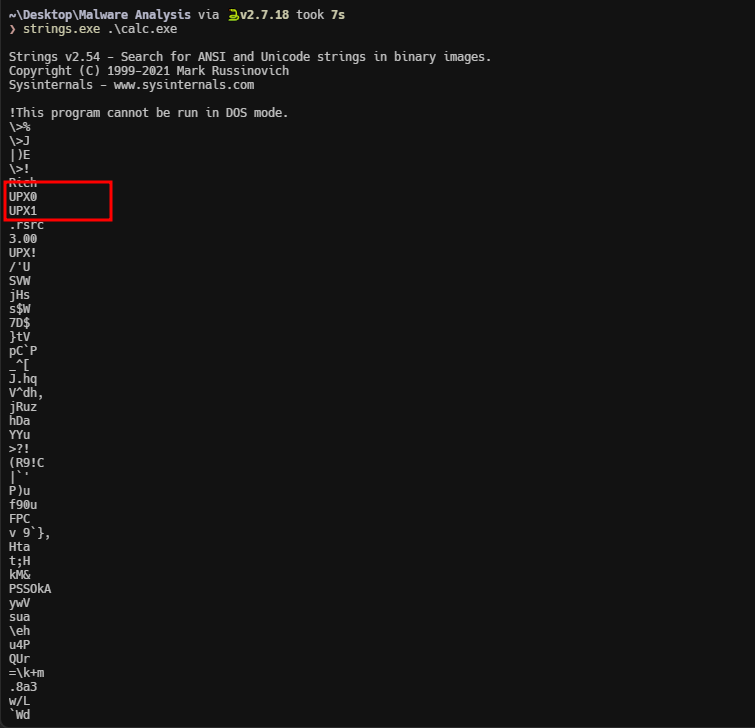 ~\Desktop\Malware Analysis via v2.7.18 took 7s
❯ strings.exe .\calc.exe
Strings v2.54 - Search for ANSI and Unicode strings in binary images.
Copyright (C) 1999-2021 Mark Russinovich
Sysinternals - www.sysinternals.com
!This program cannot be run in DOS mode.
\>%
\>J
|)E
\>!
Rich
UPX0
UPX1
.rsrc
3.00
UPX!
/'U
SVW
jHs
s$W
7D$
}tV
pC`P
_^[
J.hq
V^dh,
jRuz
hDa
YYu
>?!
(R9!C
|`'
P)u
f90u
FPC
v 9`},
Hta
t;H
kM&
PSSOkA
ywV
sua
\eh
u4P
QUr
=\k+m
.8a3
w/L
`Wd